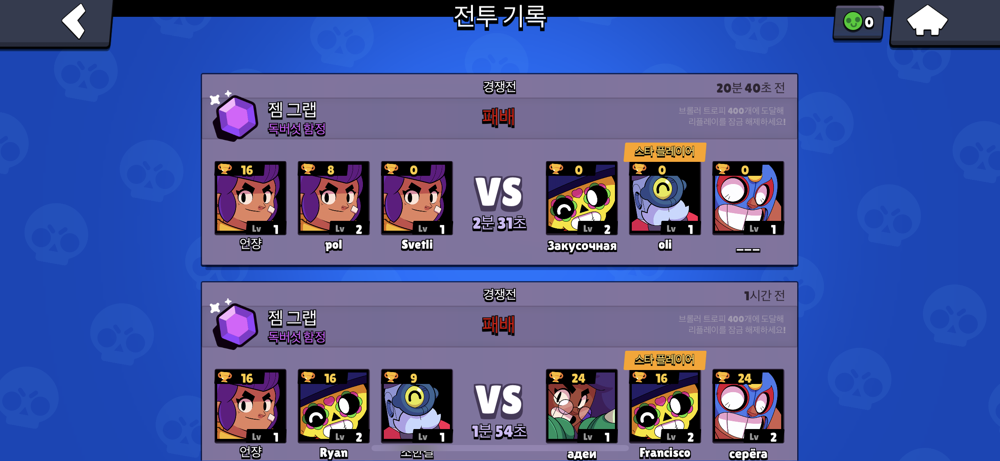 전투 기록
0
경쟁전
20분 40초 전
젬 그랩
독버섯 함정
패배
브롤러 트로피 400개에 도달해
리플레이를 잠금 해제하세요!
스타 플레이어
16 8 0 0 0 0
VS
2분 31초
Lv 1 Lv 2 Lv 1 Lv 2 Lv 1 Lv 1
언쟝 pol Svetli Закусочная oli ___
경쟁전
1시간 전
젬 그랩
독버섯 함정
패배
브롤러 트로피 400개에 도달해
리플레이를 잠금 해제하세요!
스타 플레이어
16 16 9 24 16 24
VS
1분 54초
Lv 1 Lv 2 Lv 1 Lv 1 Lv 2 Lv 2
언쟝 Ryan Francisco серёга